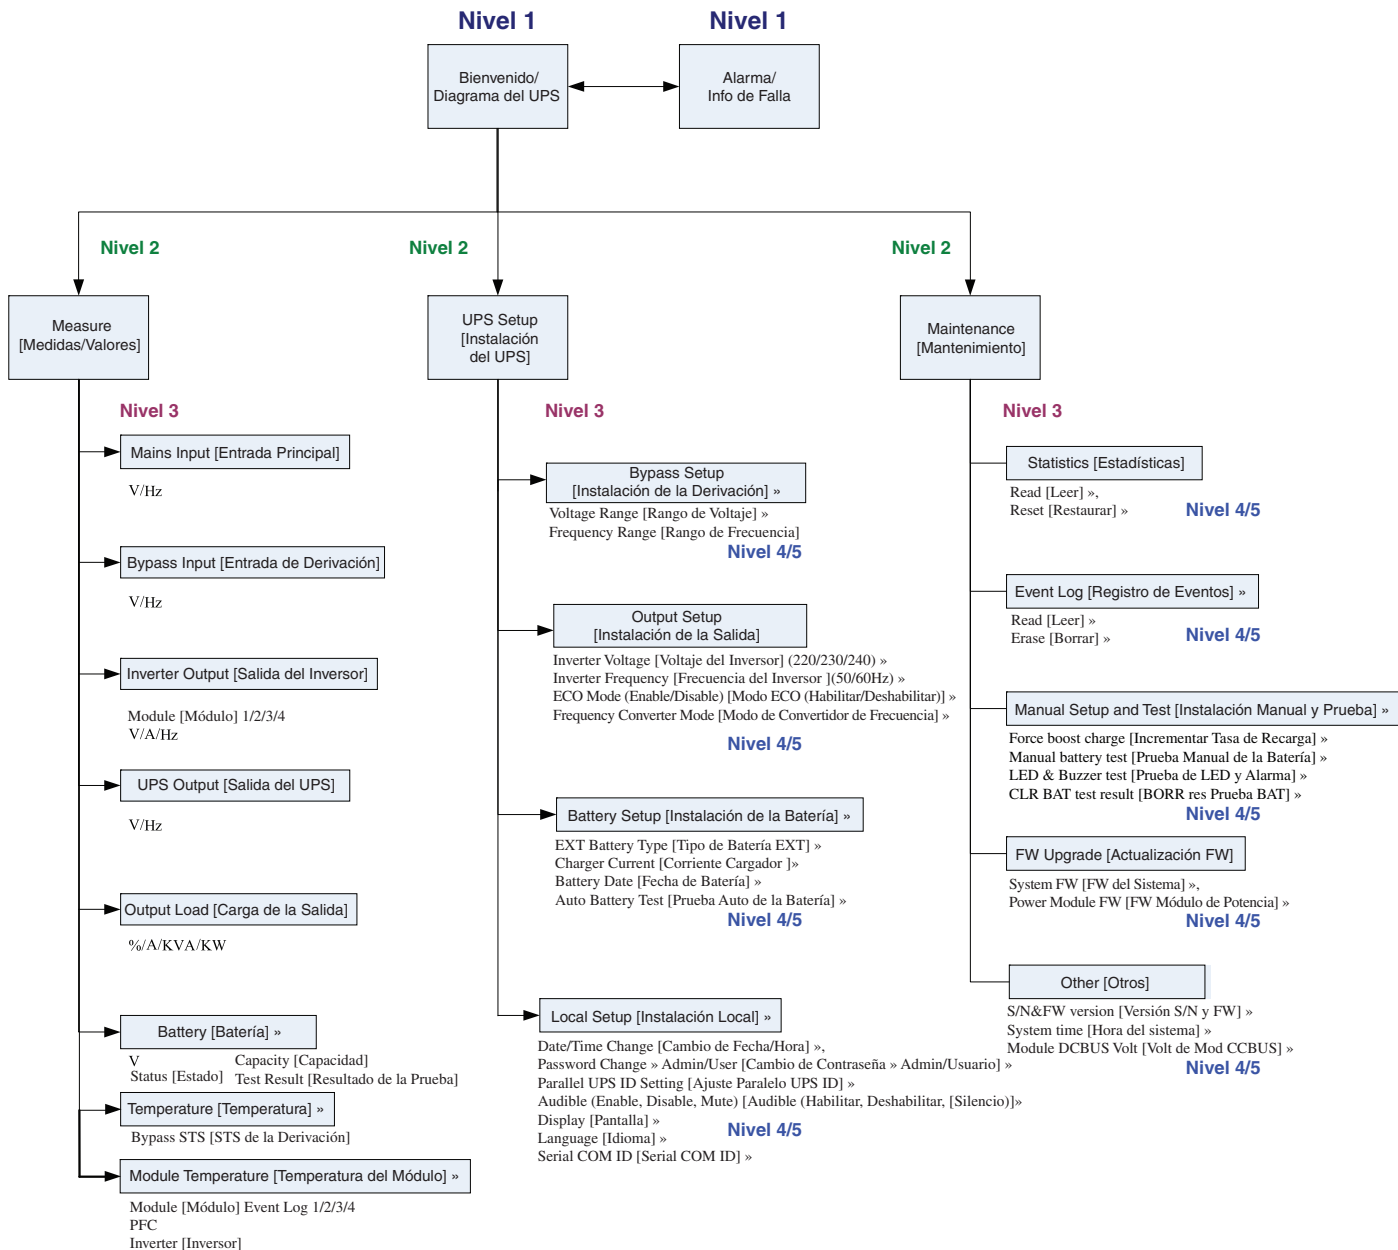 Nivel 1
Nivel 1
Bienvenido/
Diagrama del UPS
Alarma/
Info de Falla
Nivel 2
Nivel 2
Nivel 2
Measure
[Medidas/Valores]
UPS Setup
[Instalación
del UPS]
Maintenance
[Mantenimiento]
Nivel 3
Mains Input [Entrada Principal]
V/Hz
Bypass Input [Entrada de Derivación]
V/Hz
Inverter Output [Salida del Inversor]
Module [Módulo] 1/2/3/4
V/A/Hz
UPS Output [Salida del UPS]
V/Hz
Output Load [Carga de la Salida]
%/A/KVA/KW
Battery [Batería] »
V Capacity [Capacidad]
Status [Estado] Test Result [Resultado de la Prueba]
Temperature [Temperatura] »
Bypass STS [STS de la Derivación]
Module Temperature [Temperatura del Módulo] »
Module [Módulo] Event Log 1/2/3/4
PFC
Inverter [Inversor]
Nivel 3
Bypass Setup
[Instalación de la Derivación] »
Voltage Range [Rango de Voltaje] »
Frequency Range [Rango de Frecuencia]
Nivel 4/5
Output Setup
[Instalación de la Salida]
Inverter Voltage [Voltaje del Inversor] (220/230/240) »
Inverter Frequency [Frecuencia del Inversor ](50/60Hz) »
ECO Mode (Enable/Disable) [Modo ECO (Habilitar/Deshabilitar)] »
Frequency Converter Mode [Modo de Convertidor de Frecuencia] »
Nivel 4/5
Battery Setup [Instalación de la Batería] »
EXT Battery Type [Tipo de Batería EXT] »
Charger Current [Corriente Cargador ]»
Battery Date [Fecha de Batería] »
Auto Battery Test [Prueba Auto de la Batería] »
Nivel 4/5
Local Setup [Instalación Local] »
Date/Time Change [Cambio de Fecha/Hora] »,
Password Change » Admin/User [Cambio de Contraseña » Admin/Usuario] »
Parallel UPS ID Setting [Ajuste Paralelo UPS ID] »
Audible (Enable, Disable, Mute) [Audible (Habilitar, Deshabilitar, [Silencio)]»
Display [Pantalla] »
Language [Idioma] »
Nivel 4/5
Serial COM ID [Serial COM ID] »
Nivel 3
Statistics [Estadísticas]
Read [Leer] »,
Reset [Restaurar] »
Nivel 4/5
Event Log [Registro de Eventos] »
Read [Leer] »
Erase [Borrar] »
Nivel 4/5
Manual Setup and Test [Instalación Manual y Prueba] »
Force boost charge [Incrementar Tasa de Recarga] »
Manual battery test [Prueba Manual de la Batería] »
LED & Buzzer test [Prueba de LED y Alarma] »
CLR BAT test result [BORR res Prueba BAT] »
Nivel 4/5
FW Upgrade [Actualización FW]
System FW [FW del Sistema] »,
Power Module FW [FW Módulo de Potencia] »
Nivel 4/5
Other [Otros]
S/N&FW version [Versión S/N y FW] »
System time [Hora del sistema] »
Module DCBUS Volt [Volt de Mod CCBUS] »
Nivel 4/5